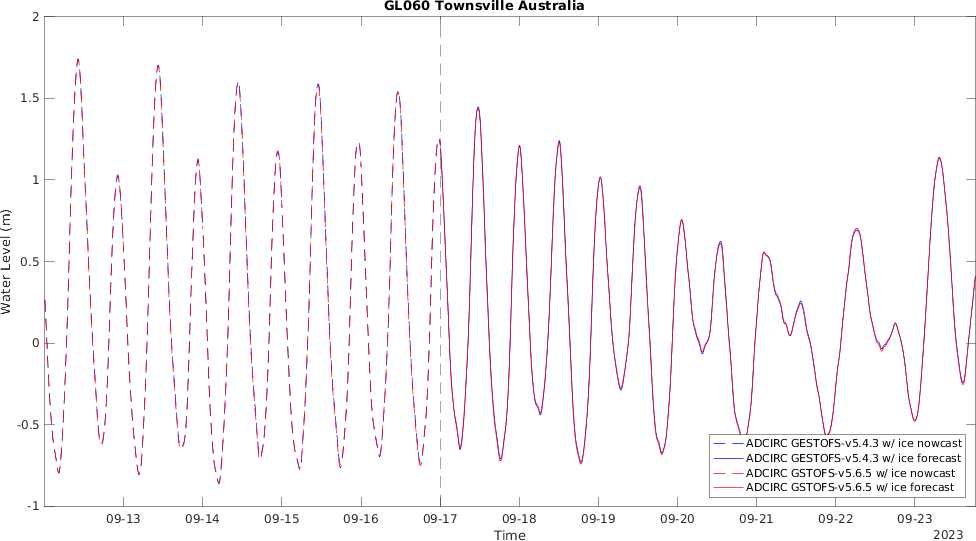 GL060 Townsville Australia
2
1.5
1
0.5
0
-0.5
-1
Water Level (m)
ADCIRC GESTOFS-v5.4.3 w/ ice nowcast
ADCIRC GESTOFS-v5.4.3 w/ ice forecast
ADCIRC GSTOFS-v5.6.5 w/ ice nowcast
ADCIRC GSTOFS-v5.6.5 w/ ice forecast
09-13 09-14 09-15 09-16 09-17 09-18 09-19 09-20 09-21 09-22 09-23
Time
2023